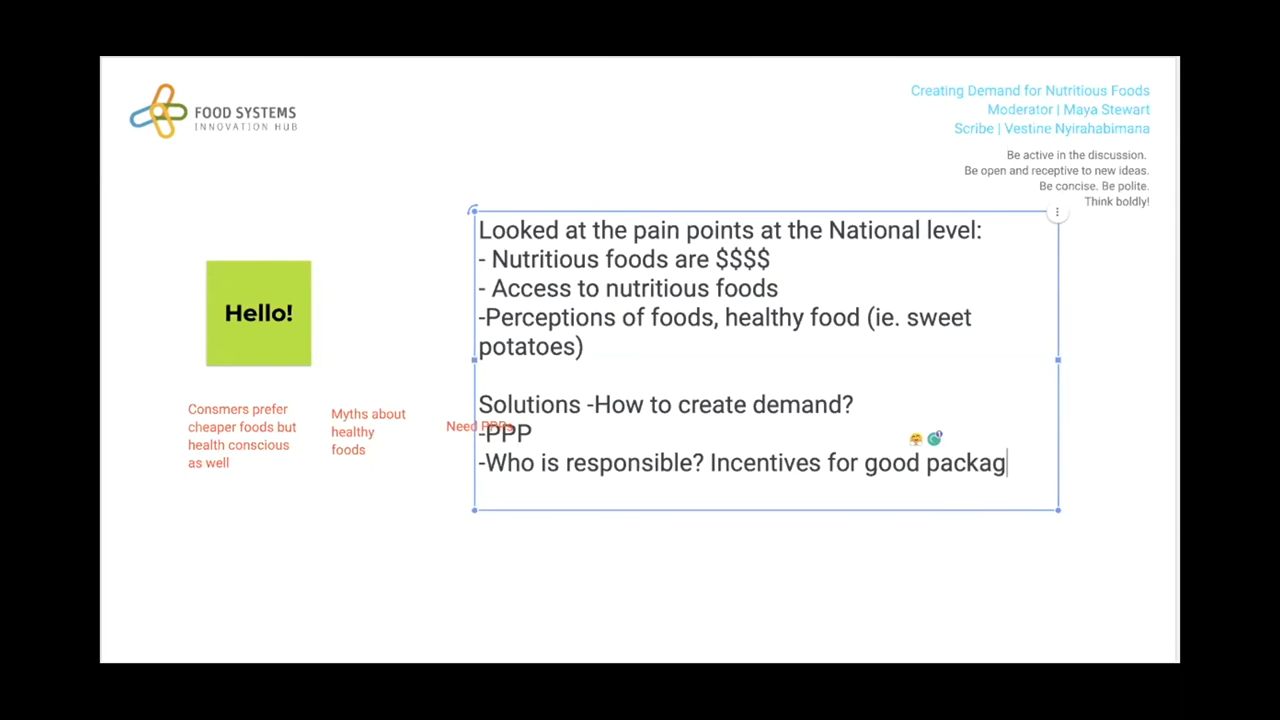 FOOD SYSTEMS
INNOVATION HUB
Creating Demand for Nutritious Foods
Moderator | Maya Stewart
Scribe | Vestine Nyirahabimana
Be active in the discussion.
Be open and receptive to new ideas.
Be concise. Be polite.
Think boldly!
Hello!
Consmers prefer
cheaper foods but
health conscious
as well
Myths about
healthy
foods
Need PPPs
Looked at the pain points at the National level:
- Nutritious foods are $$$$
- Access to nutritious foods
-Perceptions of foods, healthy food (ie. sweet
potatoes)
Solutions -How to create demand?
-PPP
-Who is responsible? Incentives for good packag